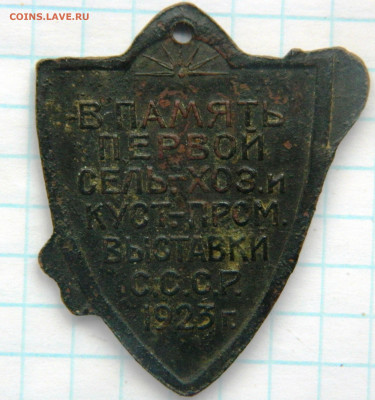 COINS.LAVE.RU
В ПАМЯТЬ
ПЕРВОЙ
СЕЛЬ-ХОЗ. и
КУСТ-ПРОМ.
ВЫСТАВКИ
С.С.С.Р.
1923 г.